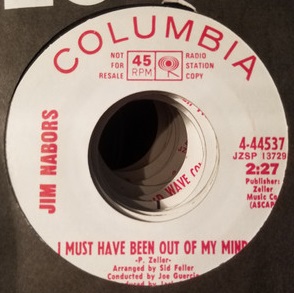 COLUMBIA
NOT
FOR
RESALE
45
RPM
RADIO
STATION
COPY
JIM NABORS
4-44537
JZSP 13729
2:27
Publisher:
Zeller
Music Co
(ASCAP
WAVE CO
I MUST HAVE BEEN OUT OF MY MIND
-P. Zeller-
Arranged by Sid Feller
Conducted by Joe Guercio